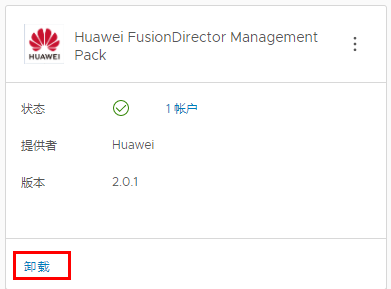 HUAWEI
Huawei FusionDirector Management
Pack
状态 1 帐户
提供者 Huawei
版本 2.0.1
卸载